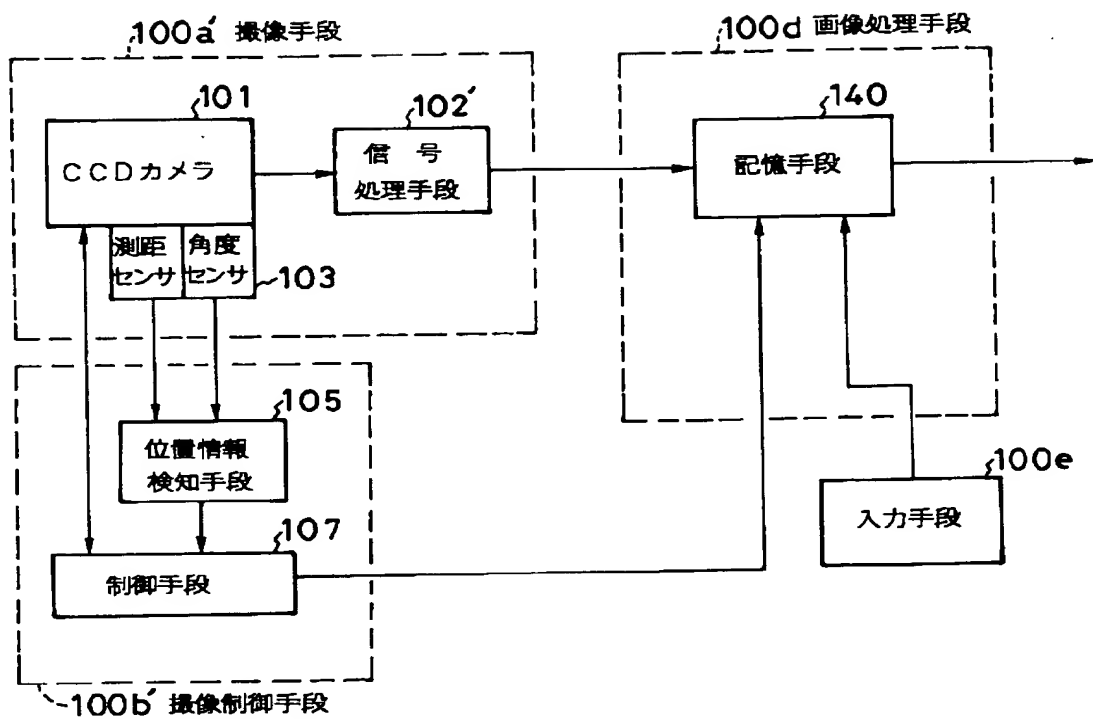 100a′ 撮像手段
100d 画像処理手段
101
CCDカメラ
102′
信号
処理手段
140
記憶手段
測距
センサ
角度
センサ
103
105
位置情報
検知手段
107
制御手段
100e
入力手段
100b′ 撮像制御手段